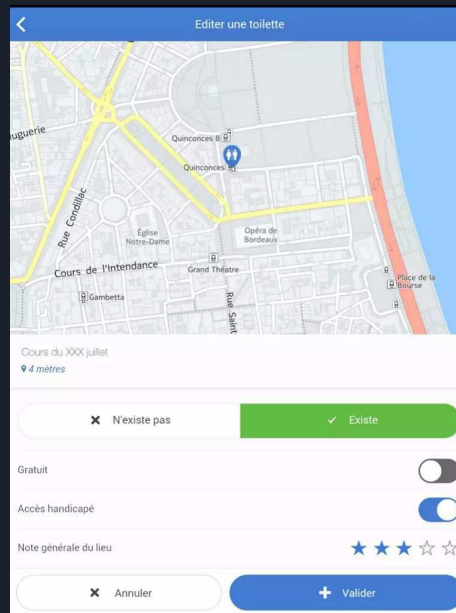 Editer une toilette
uguerie
Quinconces B
Quinconces
Rue Condillac
Église
Notre-Dame
Opéra de
Bordeaux
Cours de l'Intendance
Grand Théatre
Place de la
Bourse
Gambetta
Rue Saint
Cours du XXX juillet
4 mètres
N'existe pas
Existe
Gratuit
Accès handicapé
Note générale du lieu
Annuler
Valider